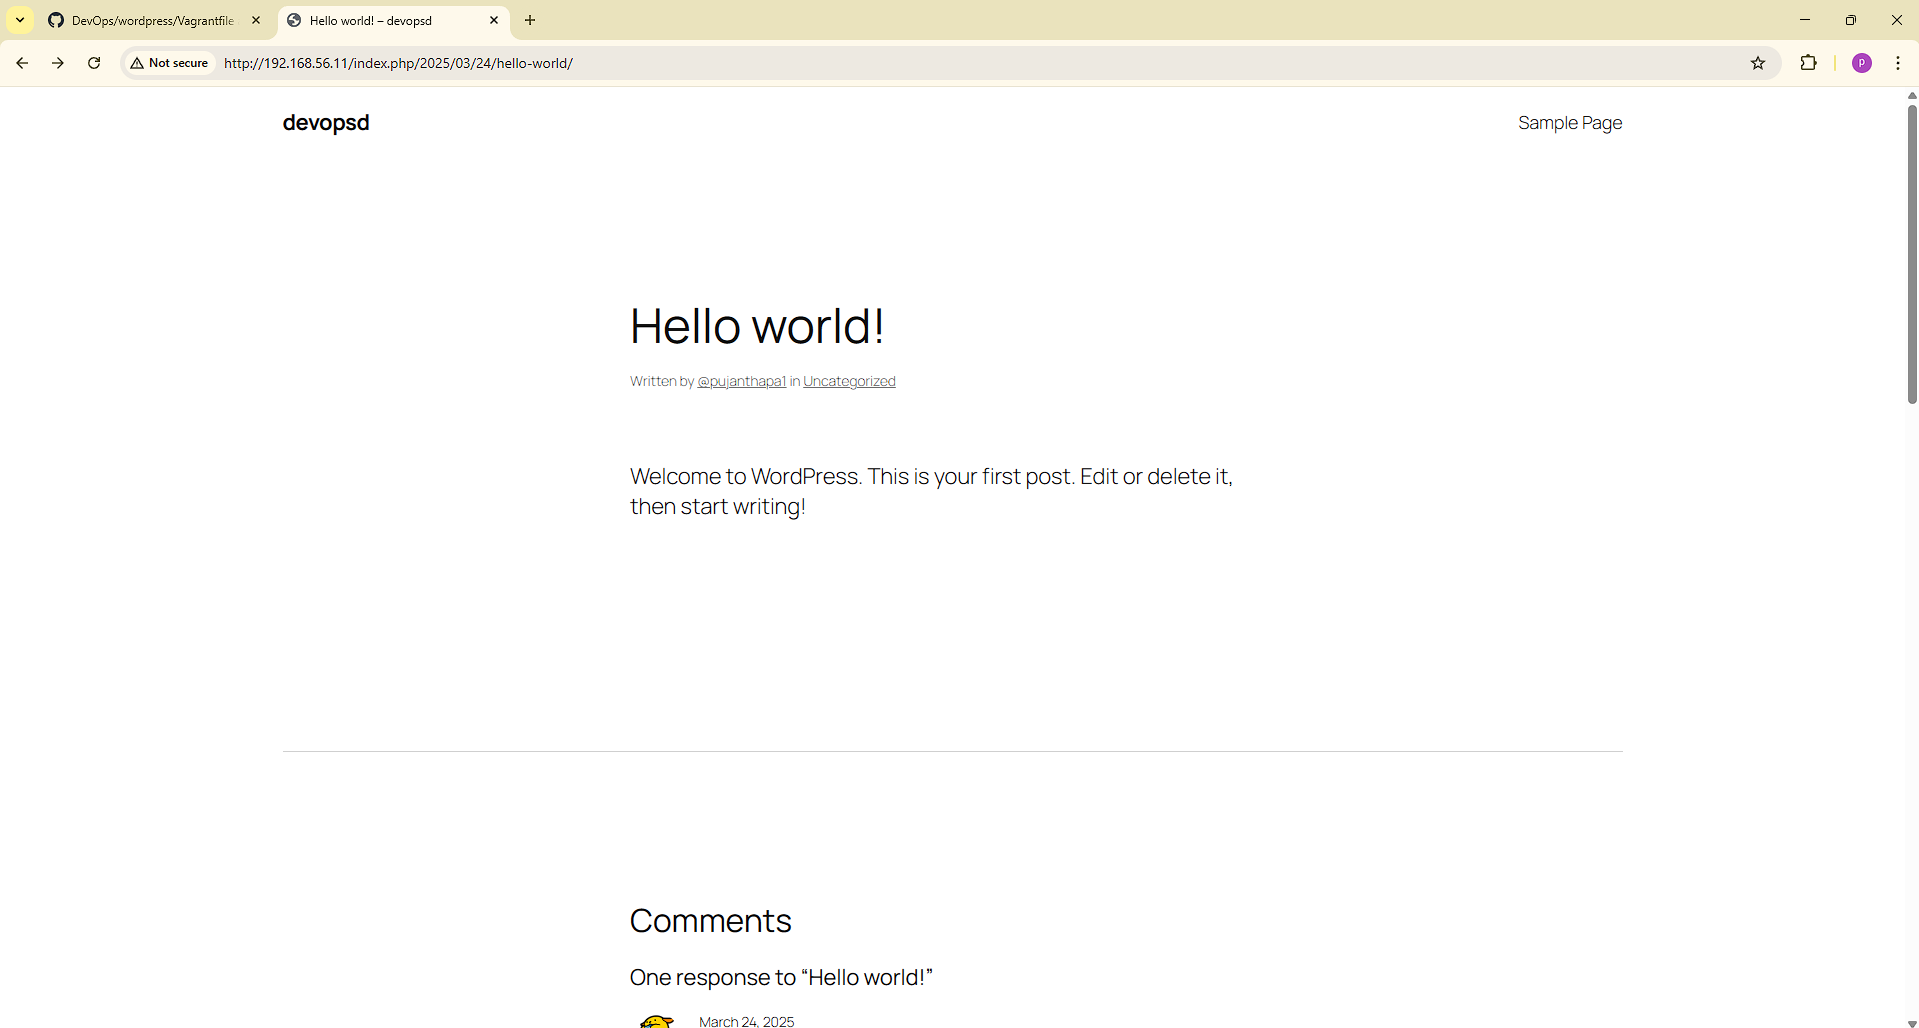 DevOps/wordpress/Vagrantfile
Hello world! – devopsd
Not secure
http://192.168.56.11/index.php/2025/03/24/hello-world/
P
devopsd
Sample Page
Hello world!
Written by @pujanthapa1 in Uncategorized
Welcome to WordPress. This is your first post. Edit or delete it,
then start writing!
Comments
One response to “Hello world!”
March 24, 2025